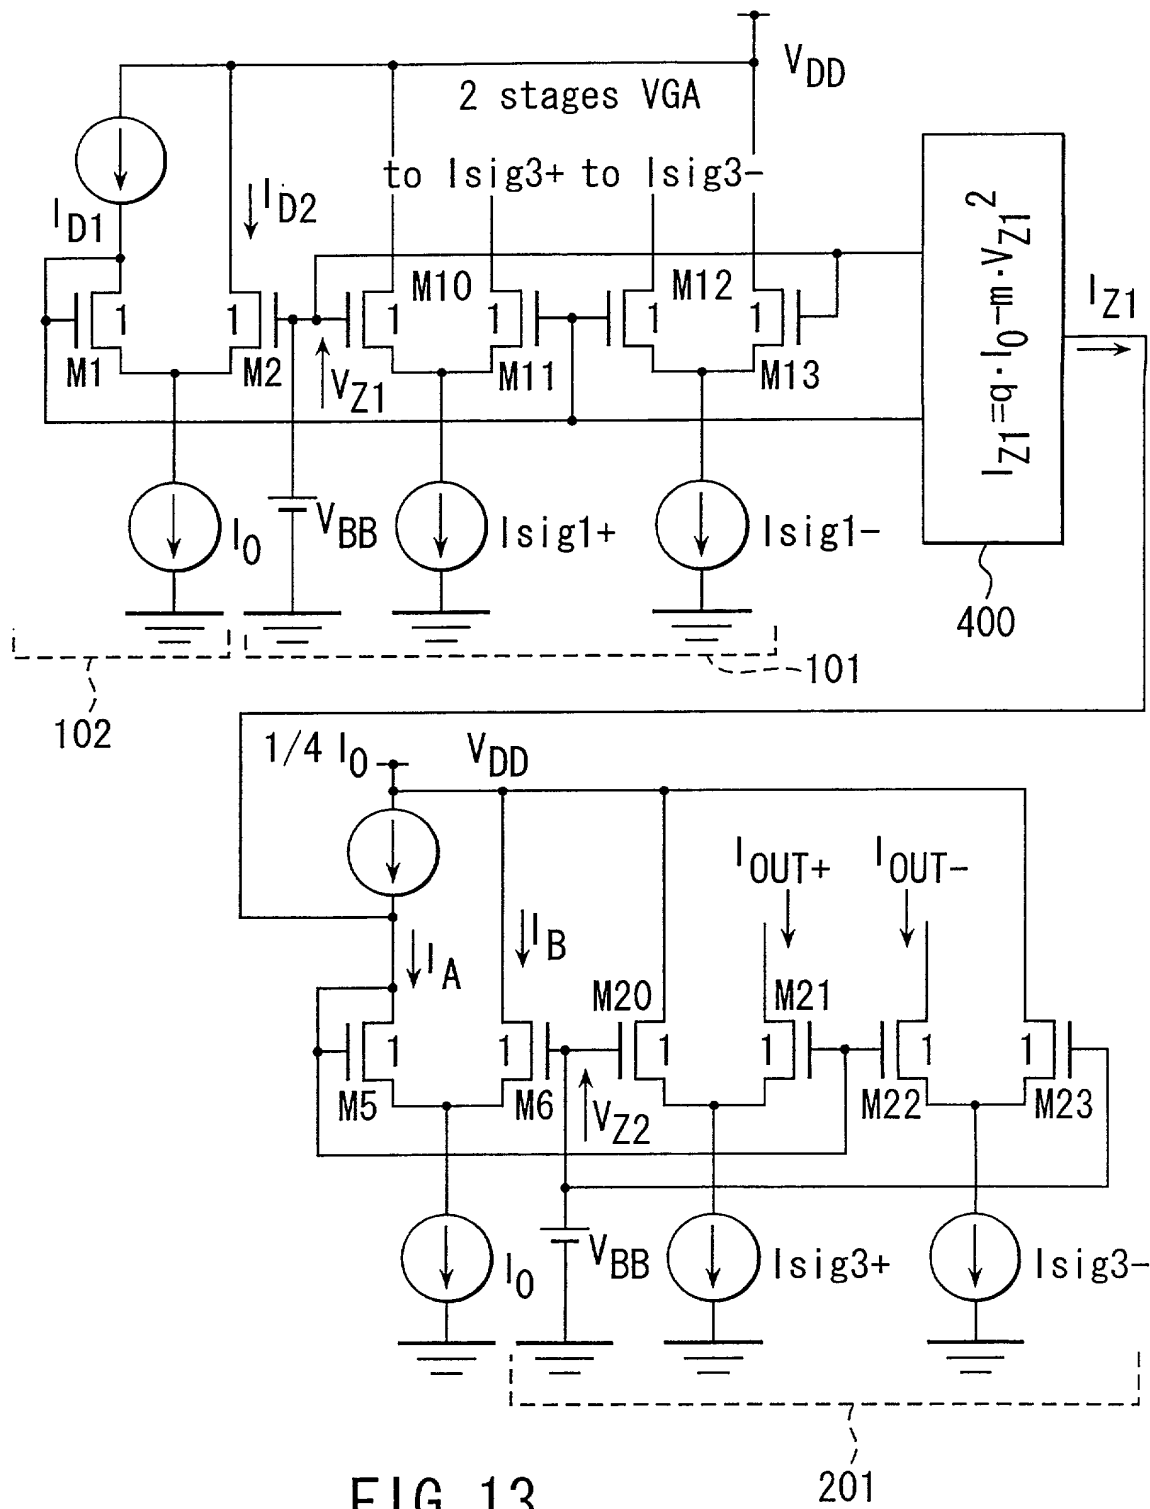 VDD
2 stages VGA
to Isig3+ to Isig3-
ID1
ID2
M1
1
1
M2
VZ1
M10
1
1
M11
M12
1
1
M13
IZ1=q·I0-m·VZ1²
IZ1
I0
VBB
Isig1+
Isig1-
400
102
101
1/4 I0
VDD
IOUT+
IOUT-
IA
IB
M5
1
1
M6
VZ2
M20
1
M21
1
M22
1
1
M23
I0
VBB
Isig3+
Isig3-
201
FIG. 13